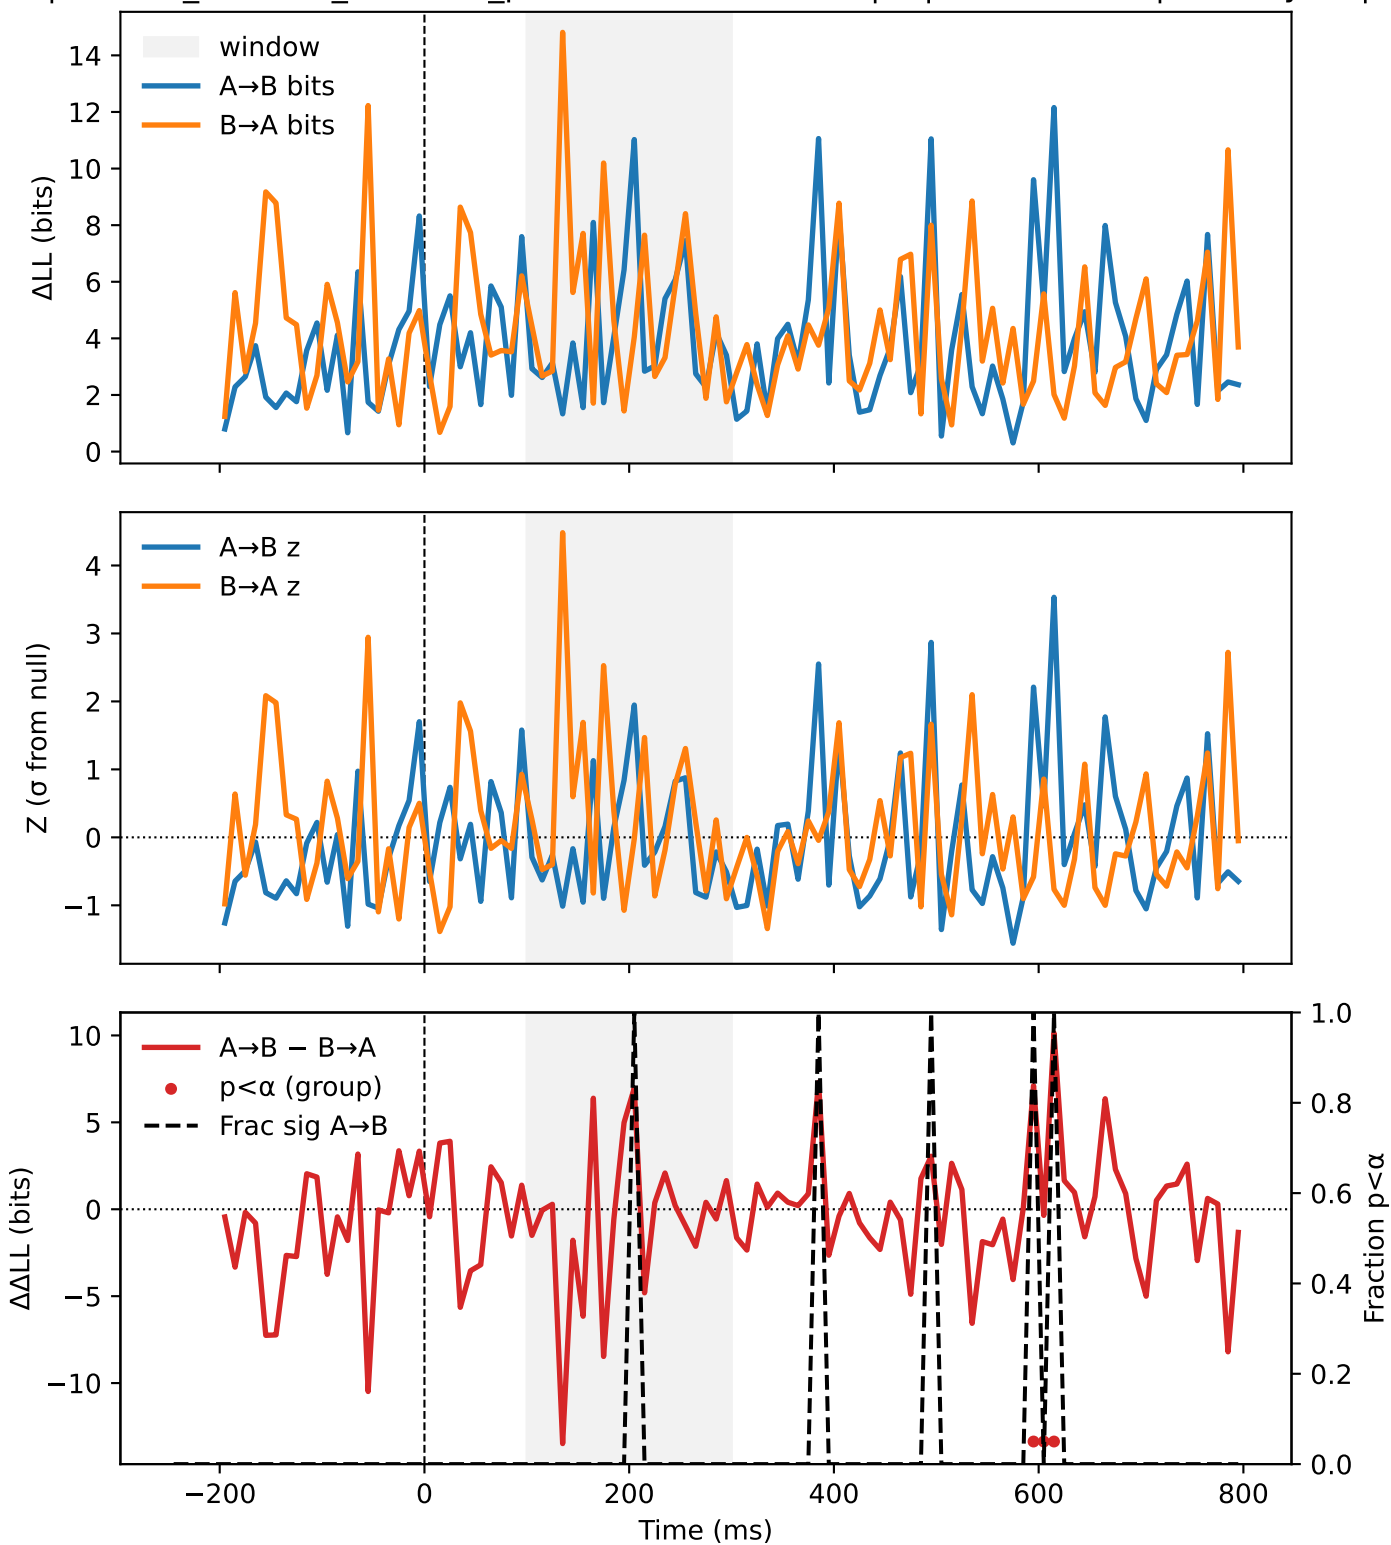 window
A→B bits
B→A bits
ΔLL (bits)
14
12
10
8
6
4
2
0
A→B z
B→A z
Z (σ from null)
4
3
2
1
0
−1
A→B − B→A
p<α (group)
Frac sig A→B
ΔΔLL (bits)
10
5
0
−5
−10
1.0
0.8
0.6
0.4
0.2
0.0
Fraction p<α
−200
0
200
400
600
800
Time (ms)